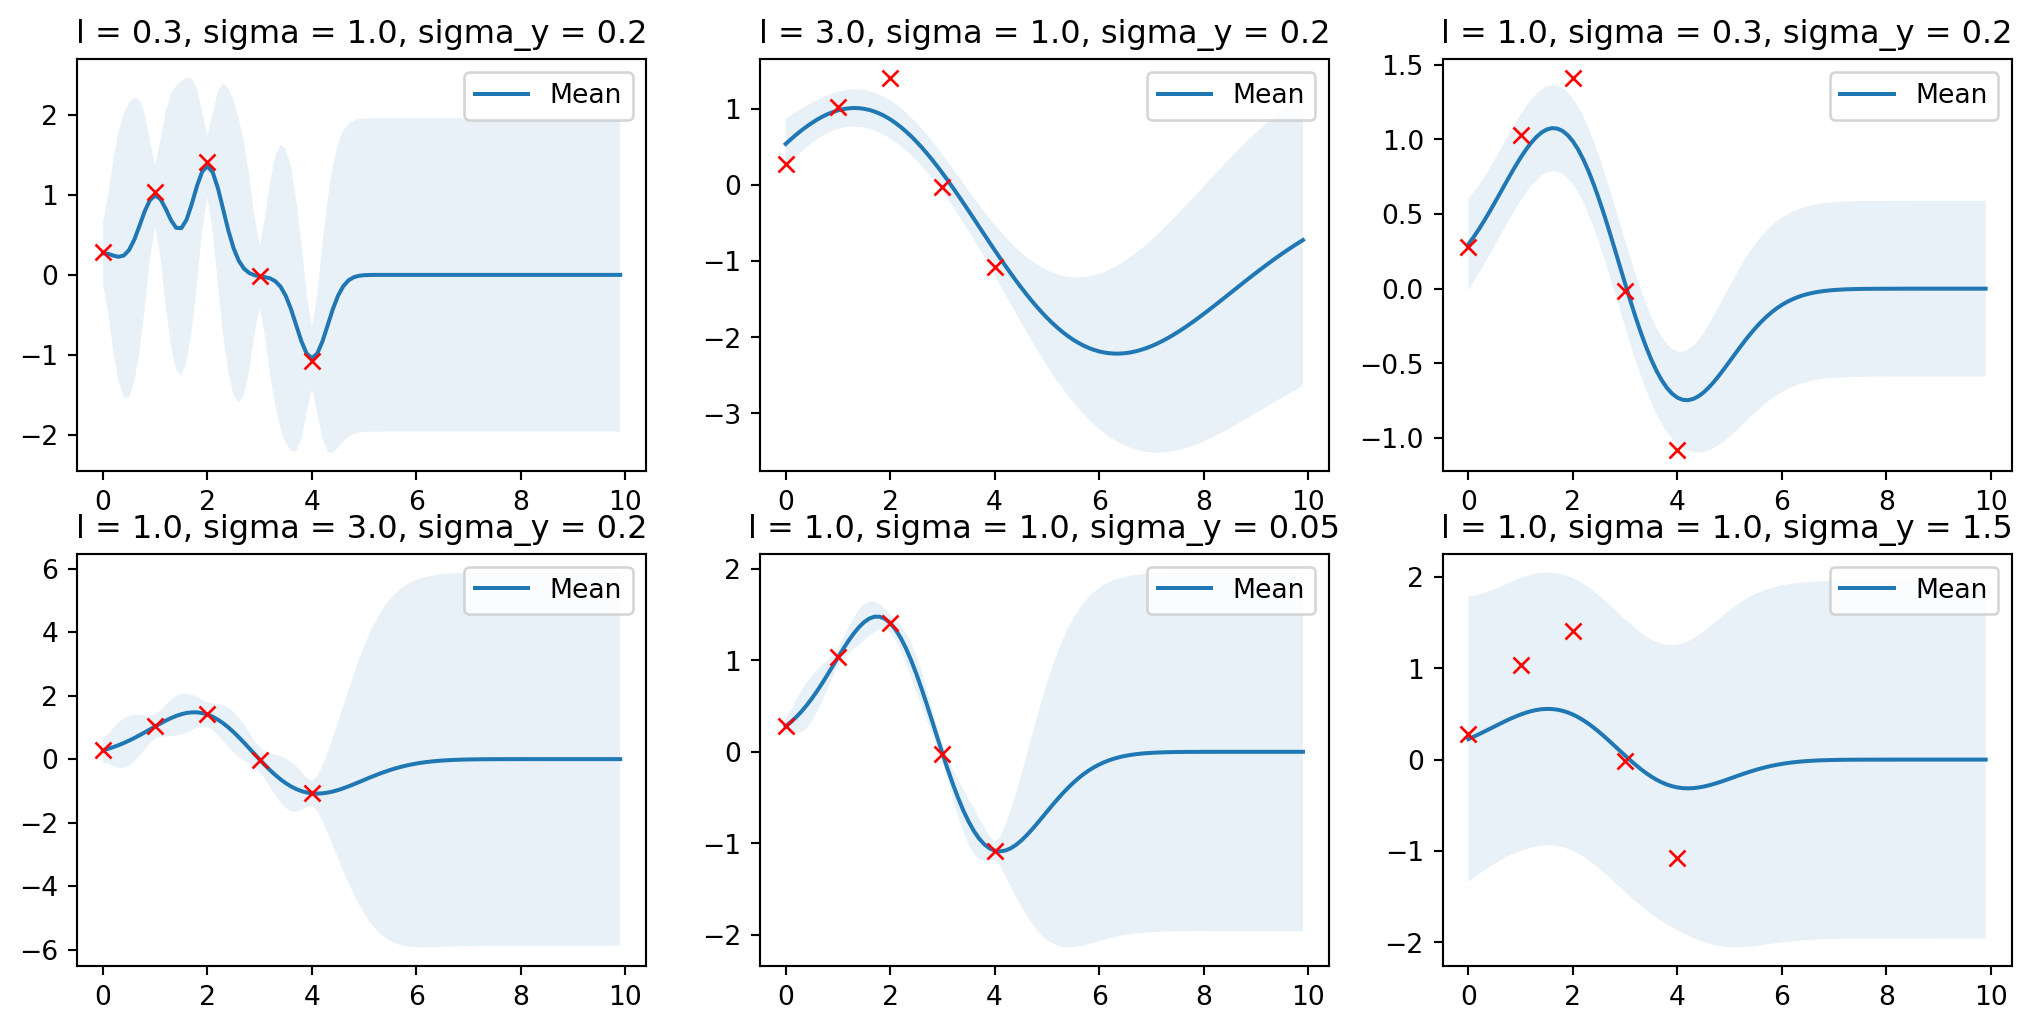 l = 0.3, sigma = 1.0, sigma_y = 0.2
Mean
2
1
0
−1
−2
0 2 4 6 8 10
l = 3.0, sigma = 1.0, sigma_y = 0.2
Mean
1
0
−1
−2
−3
0 2 4 6 8 10
l = 1.0, sigma = 0.3, sigma_y = 0.2
Mean
1.5
1.0
0.5
0.0
−0.5
−1.0
0 2 4 6 8 10
l = 1.0, sigma = 3.0, sigma_y = 0.2
Mean
6
4
2
0
−2
−4
−6
0 2 4 6 8 10
l = 1.0, sigma = 1.0, sigma_y = 0.05
Mean
2
1
0
−1
−2
0 2 4 6 8 10
l = 1.0, sigma = 1.0, sigma_y = 1.5
Mean
2
1
0
−1
−2
0 2 4 6 8 10